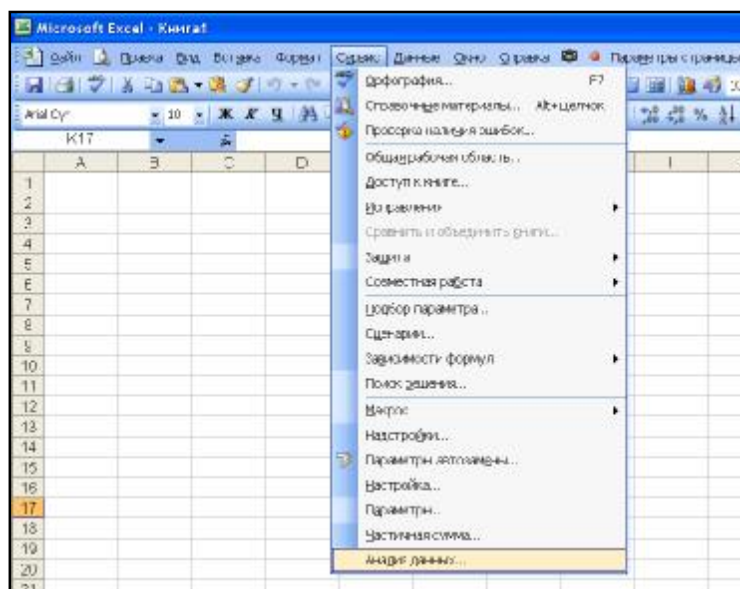 Microsoft Excel - Книга1
Файл Правка Вид Вставка Формат Сервис Данные Окно Справка Параметры страницы
Arial Cyr 10 Ж К Ч
K17
A B C D I
1
2
3
4
5
6
7
8
9
10
11
12
13
14
15
16
17
18
19
20
21
Орфография... F7
Справочные материалы... Alt+щелчок
Проверка наличия ошибок...
Общая рабочая область...
Доступ к книге...
Исправления
Сравнить и объединить книги...
Защита
Совместная работа
Подбор параметра...
Сценарии...
Зависимости формул
Поиск решения...
Макрос
Надстройки...
Параметры автозамены...
Настройка...
Параметры...
Частичная сумма...
Анализ данных...